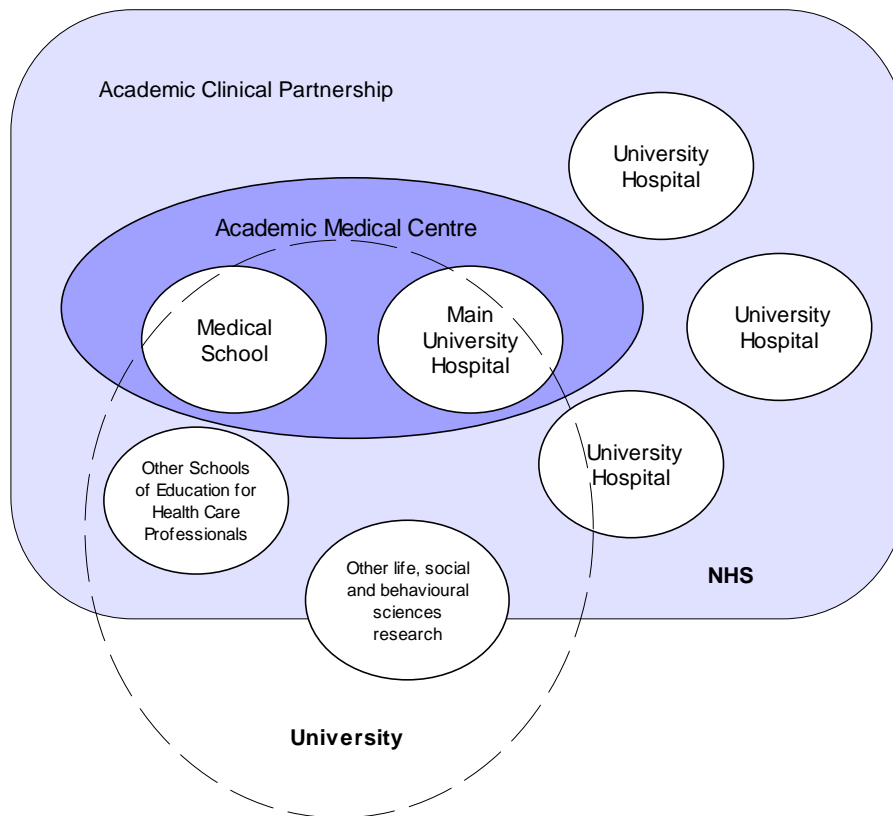 Academic Clinical Partnership
University
Hospital
Academic Medical Centre
Medical
School
Main
University
Hospital
University
Hospital
University
Hospital
Other Schools
of Education for
Health Care
Professionals
Other life, social
and behavioural
sciences
research
NHS
University